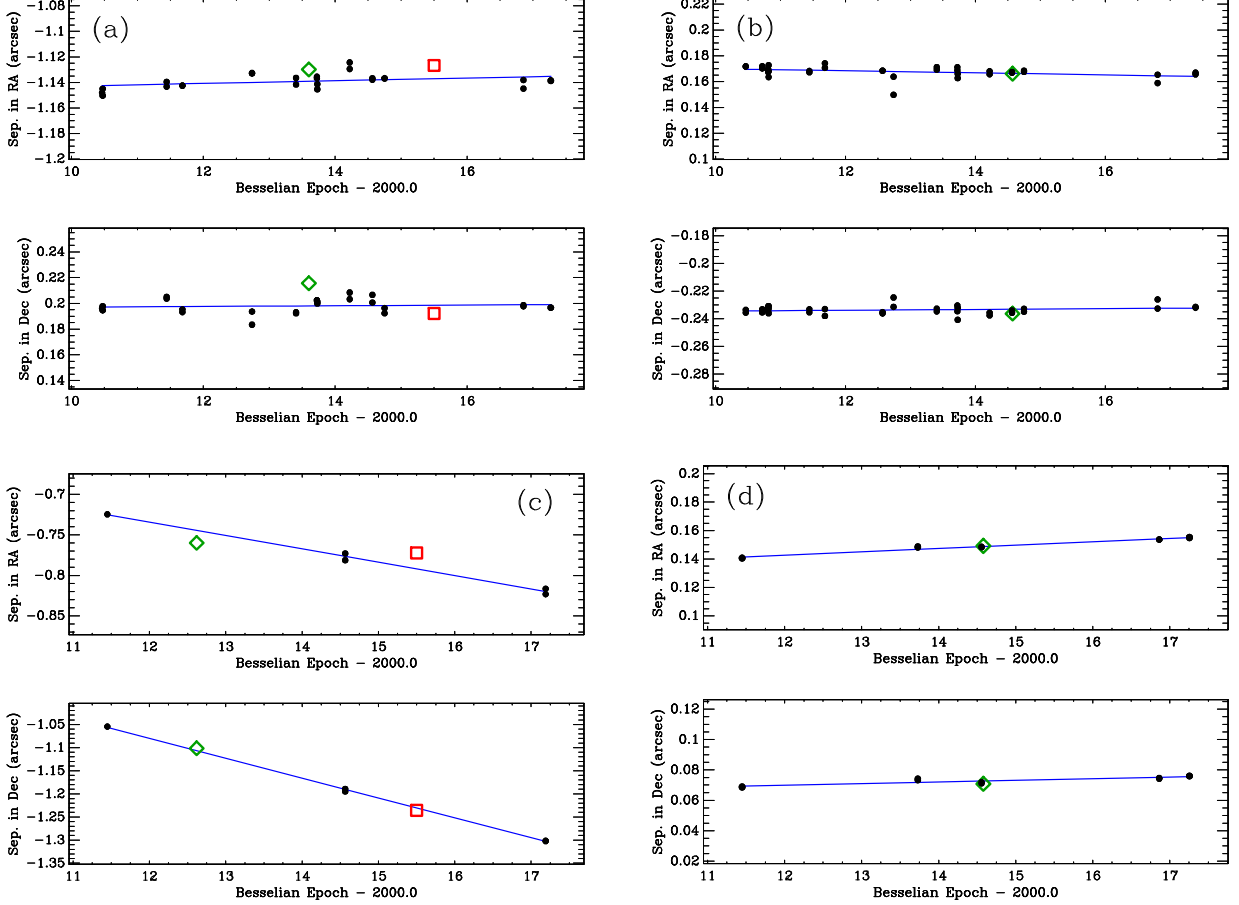 (a)
Sep. in RA (arcsec)
−1.08
−1.1
−1.12
−1.14
−1.16
−1.18
−1.2
10 12 14 16
Besselian Epoch − 2000.0
(b)
Sep. in RA (arcsec)
0.22
0.2
0.18
0.16
0.14
0.12
0.1
10 12 14 16
Besselian Epoch − 2000.0
Sep. in Dec (arcsec)
0.24
0.22
0.2
0.18
0.16
0.14
10 12 14 16
Besselian Epoch − 2000.0
Sep. in Dec (arcsec)
−0.18
−0.2
−0.22
−0.24
−0.26
−0.28
10 12 14 16
Besselian Epoch − 2000.0
(c)
Sep. in RA (arcsec)
−0.7
−0.75
−0.8
−0.85
11 12 13 14 15 16 17
Besselian Epoch − 2000.0
(d)
Sep. in RA (arcsec)
0.2
0.18
0.16
0.14
0.12
0.1
11 12 13 14 15 16 17
Besselian Epoch − 2000.0
Sep. in Dec (arcsec)
−1.05
−1.1
−1.15
−1.2
−1.25
−1.3
−1.35
11 12 13 14 15 16 17
Besselian Epoch − 2000.0
Sep. in Dec (arcsec)
0.12
0.1
0.08
0.06
0.04
0.02
11 12 13 14 15 16 17
Besselian Epoch − 2000.0